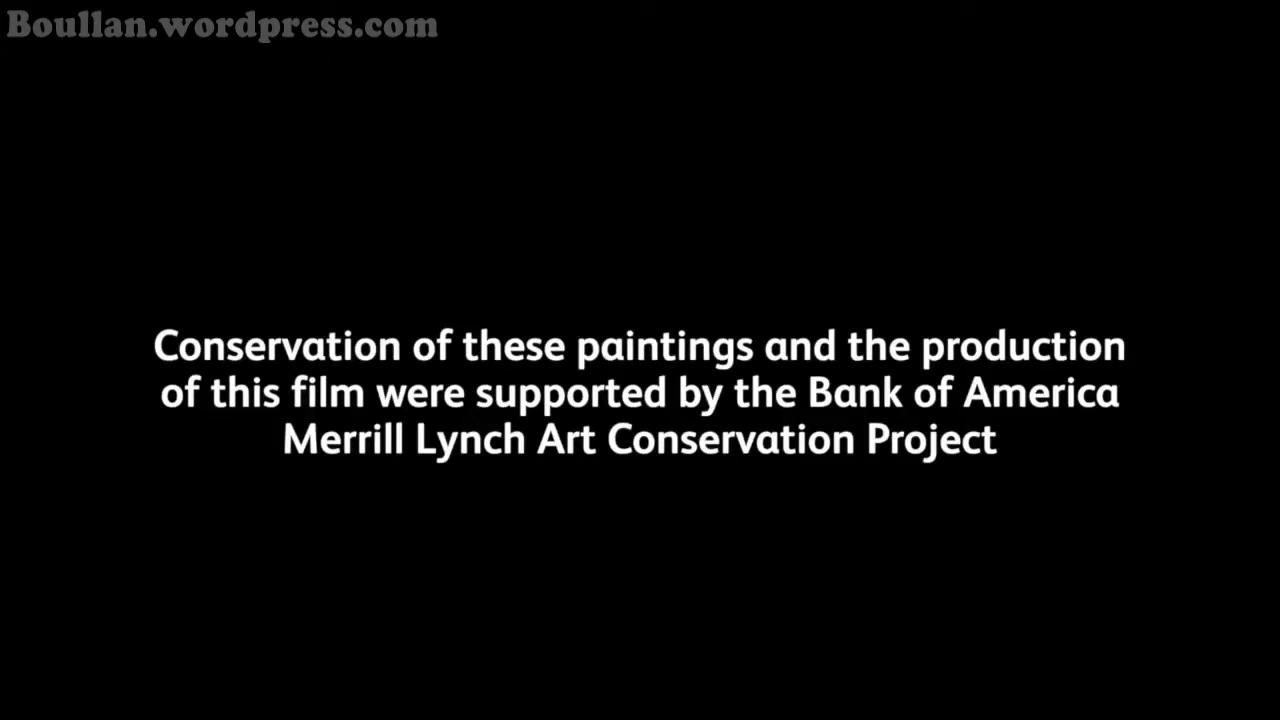 Boullan.wordpress.com
Conservation of these paintings and the production
of this film were supported by the Bank of America
Merrill Lynch Art Conservation Project